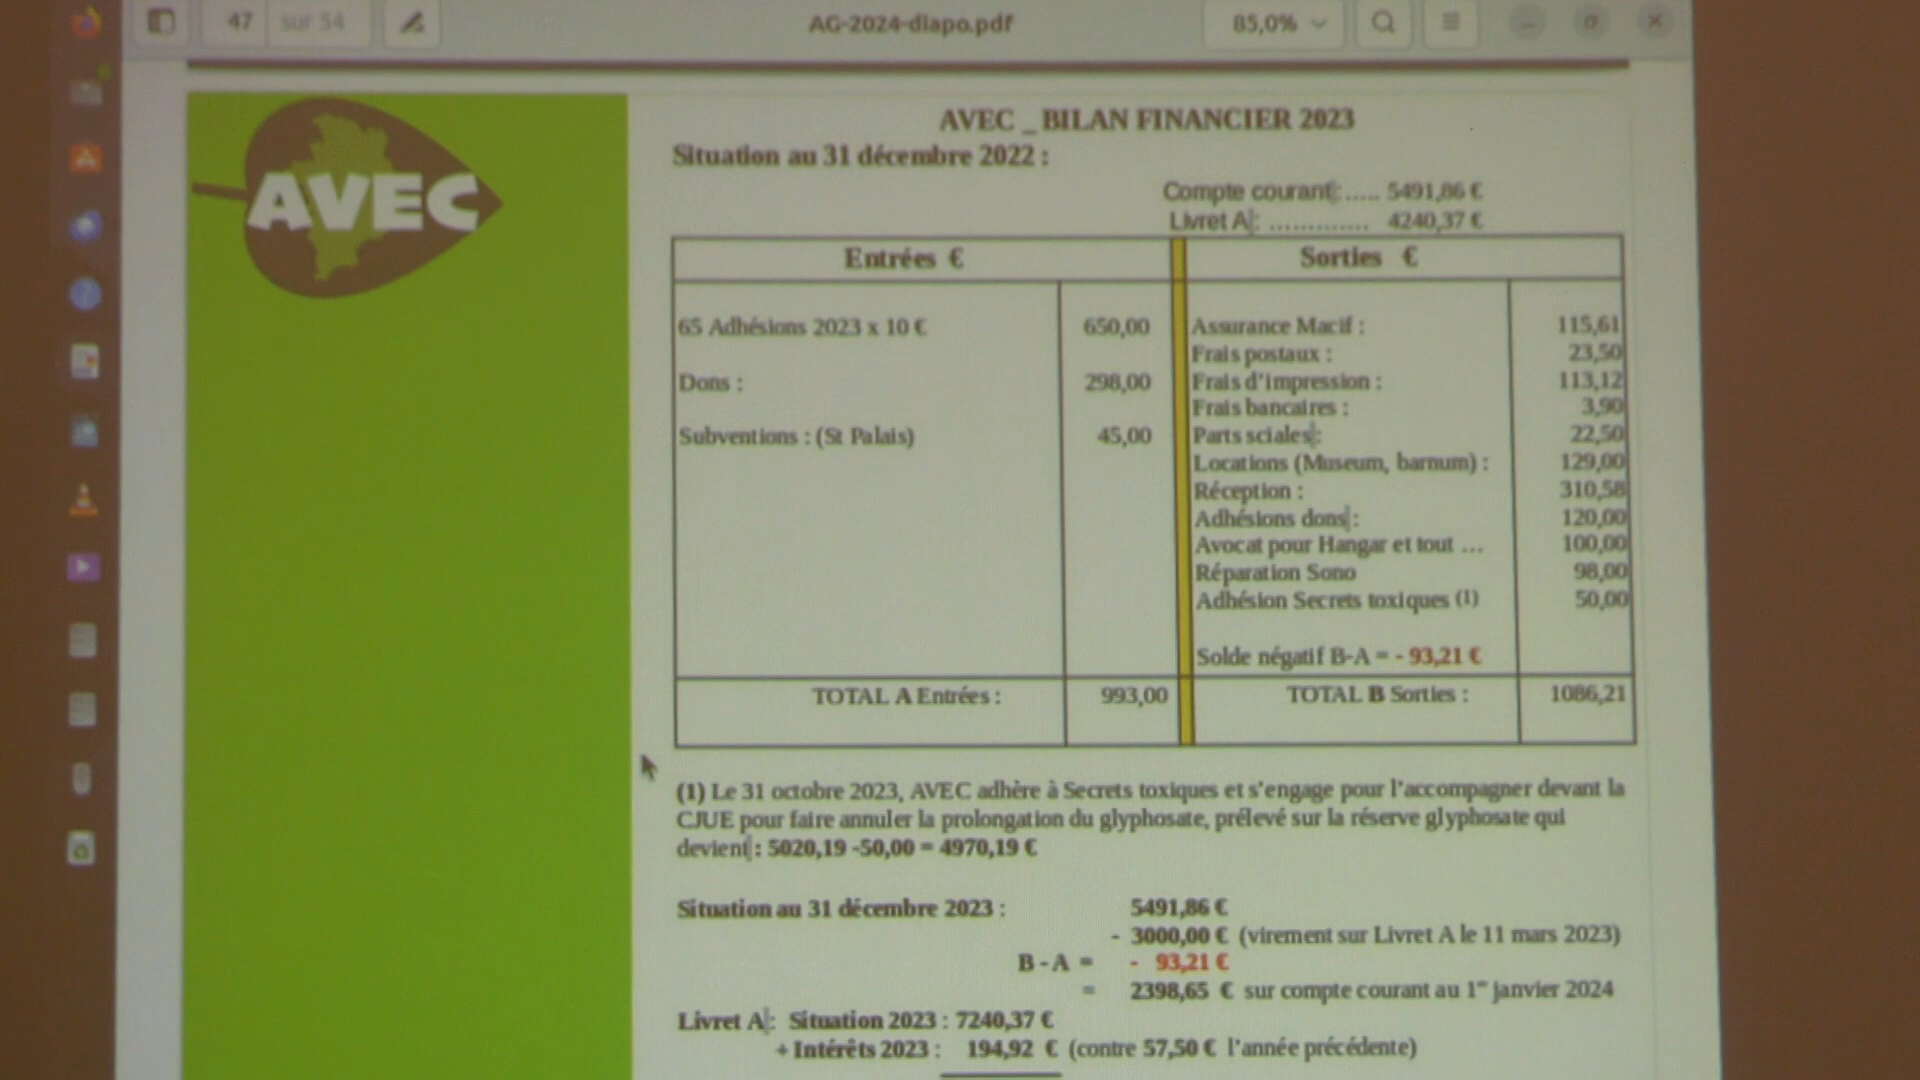 47 sur 54 AG-2024-diapo.pdf 85,0%
AVEC
AVEC _ BILAN FINANCIER 2023
Situation au 31 décembre 2022 :
Compte courant : ..... 5491,86 €
Livret A : ............. 4240,37 €
Entrées € Sorties €
65 Adhésions 2023 x 10 € 650,00 Assurance Macif : 115,61
Frais postaux : 23,50
Dons : 298,00 Frais d'impression : 113,12
Frais bancaires : 3,90
Subventions : (St Palais) 45,00 Parts sciales : 22,50
Locations (Museum, barnum) : 129,00
Réception : 310,58
Adhésions dons : 120,00
Avocat pour Hangar et tout ... 100,00
Réparation Sono 98,00
Adhésion Secrets toxiques (1) 50,00
Solde négatif B-A = - 93,21 €
TOTAL A Entrées : 993,00 TOTAL B Sorties : 1086,21
(1) Le 31 octobre 2023, AVEC adhère à Secrets toxiques et s'engage pour l'accompagner devant la
CJUE pour faire annuler la prolongation du glyphosate, prélevé sur la réserve glyphosate qui
devient : 5020,19 -50,00 = 4970,19 €
Situation au 31 décembre 2023 : 5491,86 €
- 3000,00 € (virement sur Livret A le 11 mars 2023)
B - A = - 93,21 €
= 2398,65 € sur compte courant au 1er janvier 2024
Livret A : Situation 2023 : 7240,37 €
+ Intérêts 2023 : 194,92 € (contre 57,50 € l'année précédente)